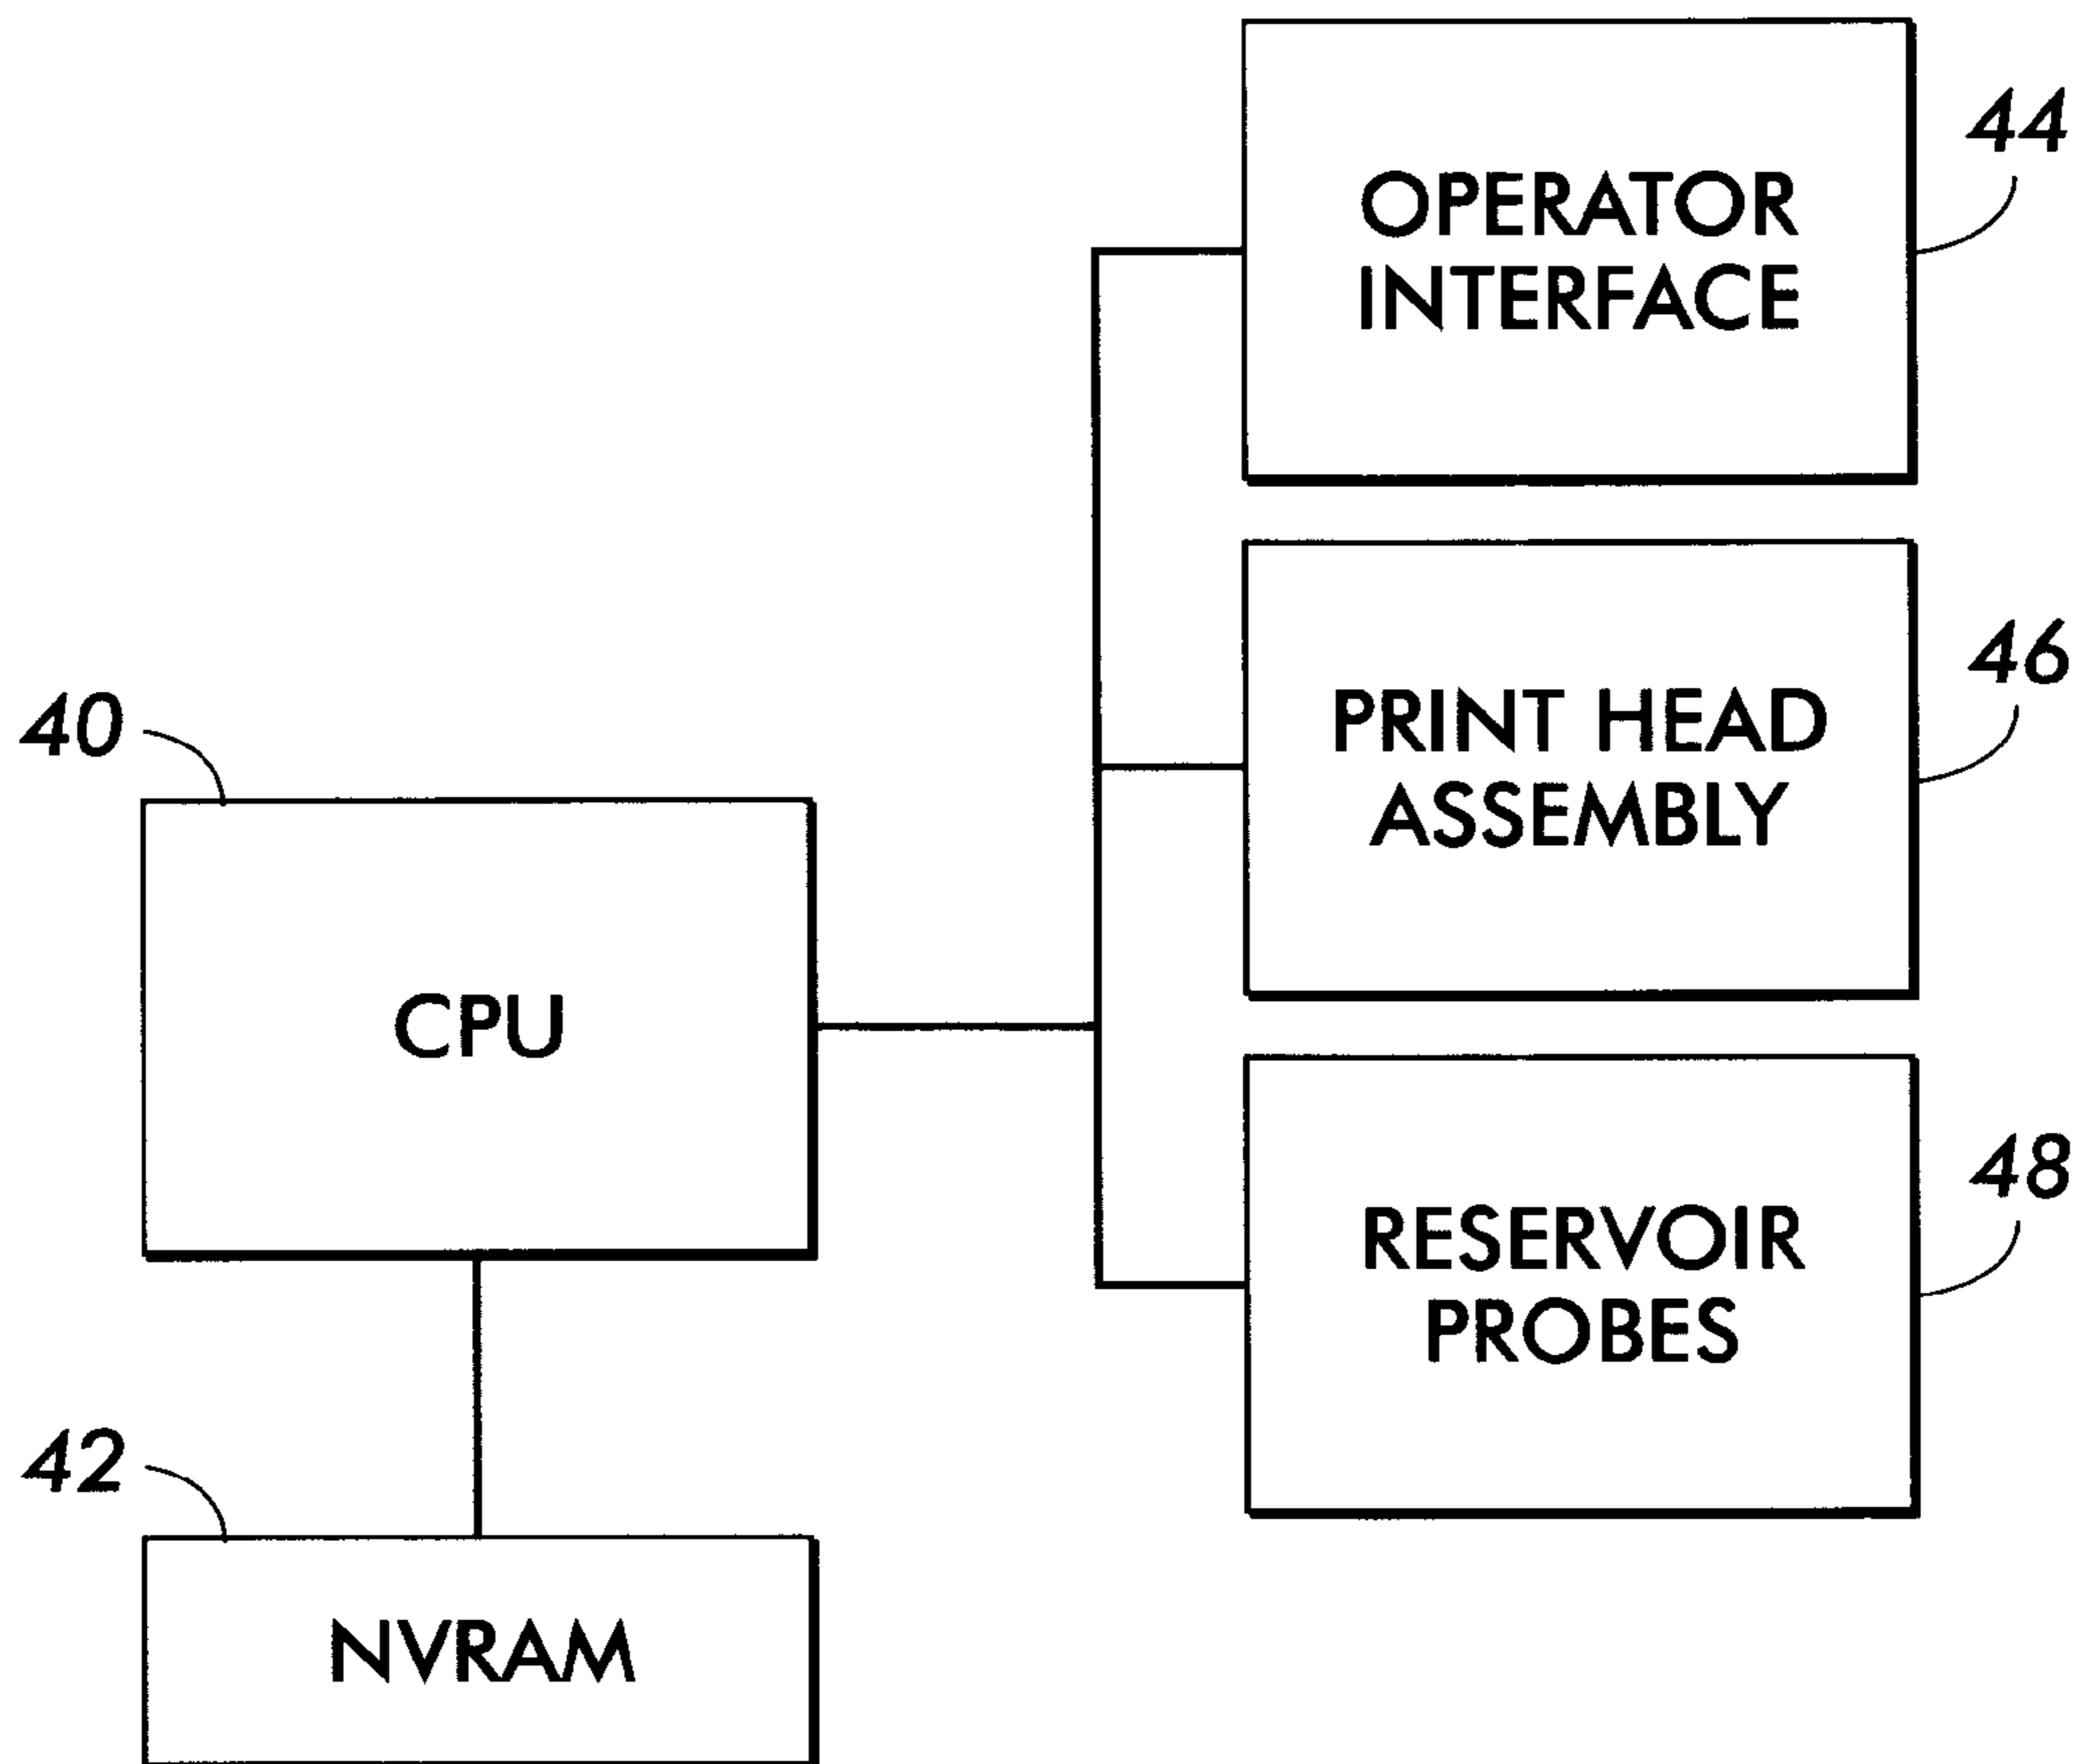 44
OPERATOR
INTERFACE
46
PRINT HEAD
ASSEMBLY
40
CPU
48
RESERVOIR
PROBES
42
NVRAM